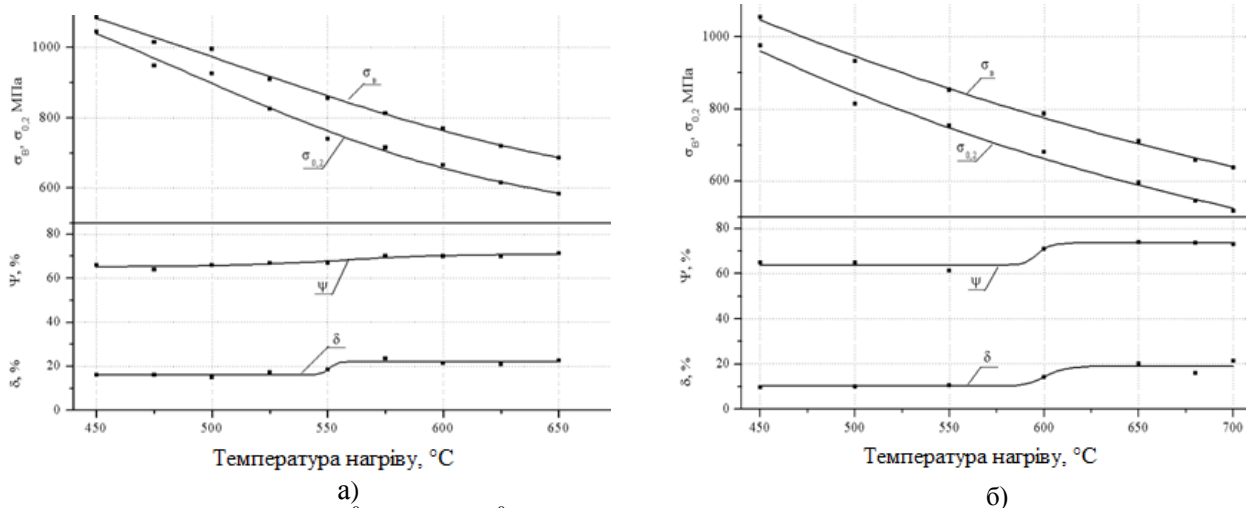 σВ, σ0,2 МПа
1000
800
600
σв
σ0,2
Ψ, %
80
60
40
ψ
δ, %
20
0
δ
450 500 550 600 650
Температура нагріву, °C
а)
σВ, σ0,2 МПа
1000
800
600
σв
σ0,2
Ψ, %
80
60
40
ψ
δ, %
20
0
δ
450 500 550 600 650 700
Температура нагріву, °C
б)